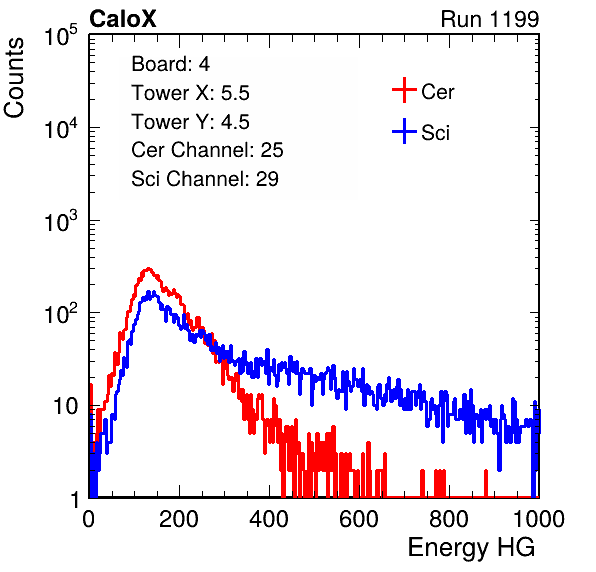 CaloX Run 1199
Counts
10^5
10^4
10^3
10^2
10
1
Board: 4
Tower X: 5.5
Tower Y: 4.5
Cer Channel: 25
Sci Channel: 29
Cer
Sci
0 200 400 600 800 1000
Energy HG